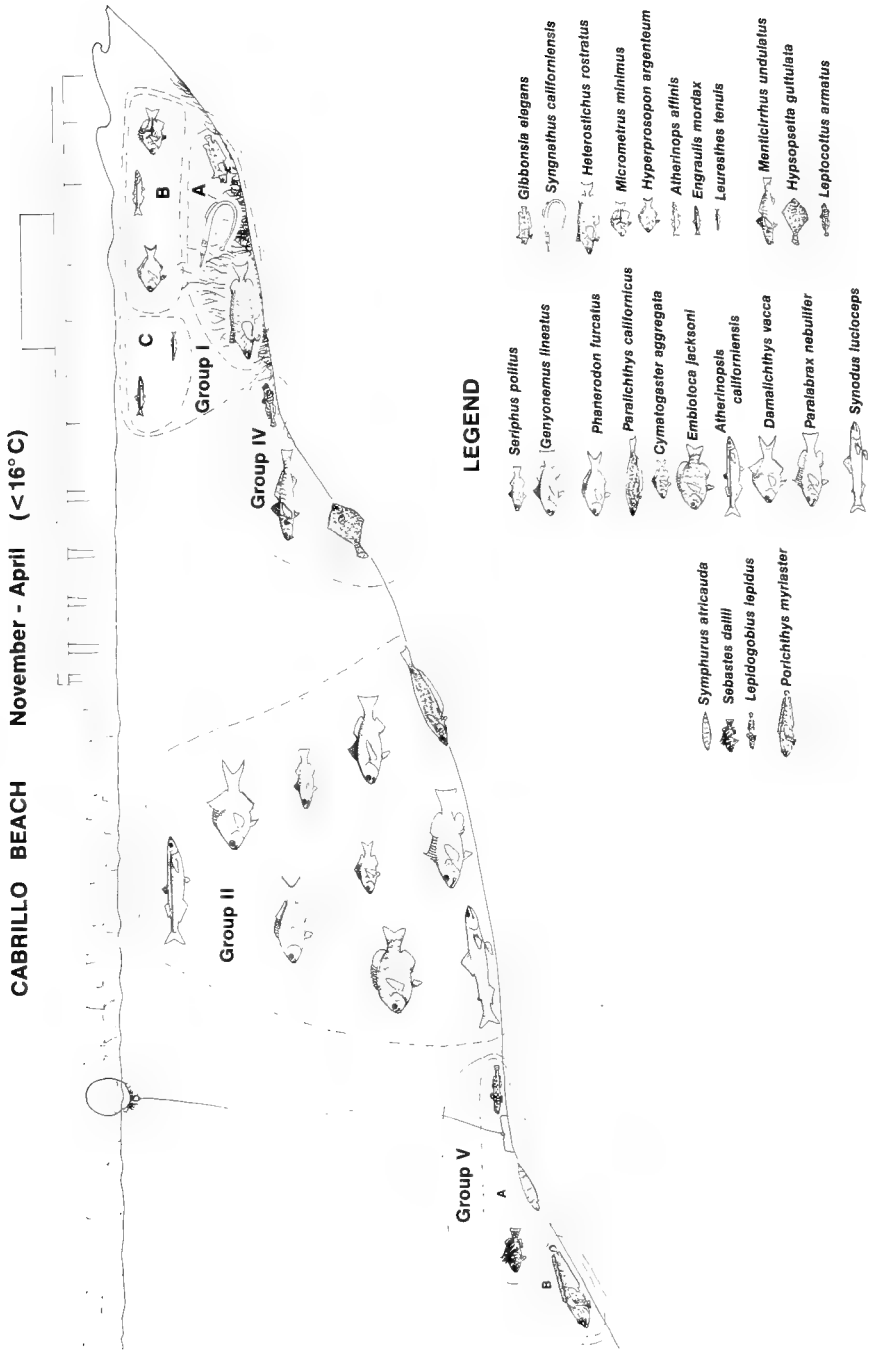 CABRILLO BEACH November - April (<16° C)
Group I
A
B
C
Group IV
Group II
Group V
A
B
LEGEND
Symphurus atricauda
Sebastes dallii
Lepidogobius lepidus
Porichthys myriaster
Seriphus politus
Genyonemus lineatus
Phanerodon furcatus
Paralichthys californicus
Cymatogaster aggregata
Embiotoca jacksoni
Atherinopsis
californiensis
Damalichthys vacca
Paralabrax nebulifer
Synodus lucioceps
Gibbonsia elegans
Syngnathus californiensis
Heterostichus rostratus
Micrometrus minimus
Hyperprosopon argenteum
Atherinops affinis
Engraulis mordax
Leuresthes tenuis
Menticirrhus undulatus
Hypsopsetta guttulata
Leptocottus armatus